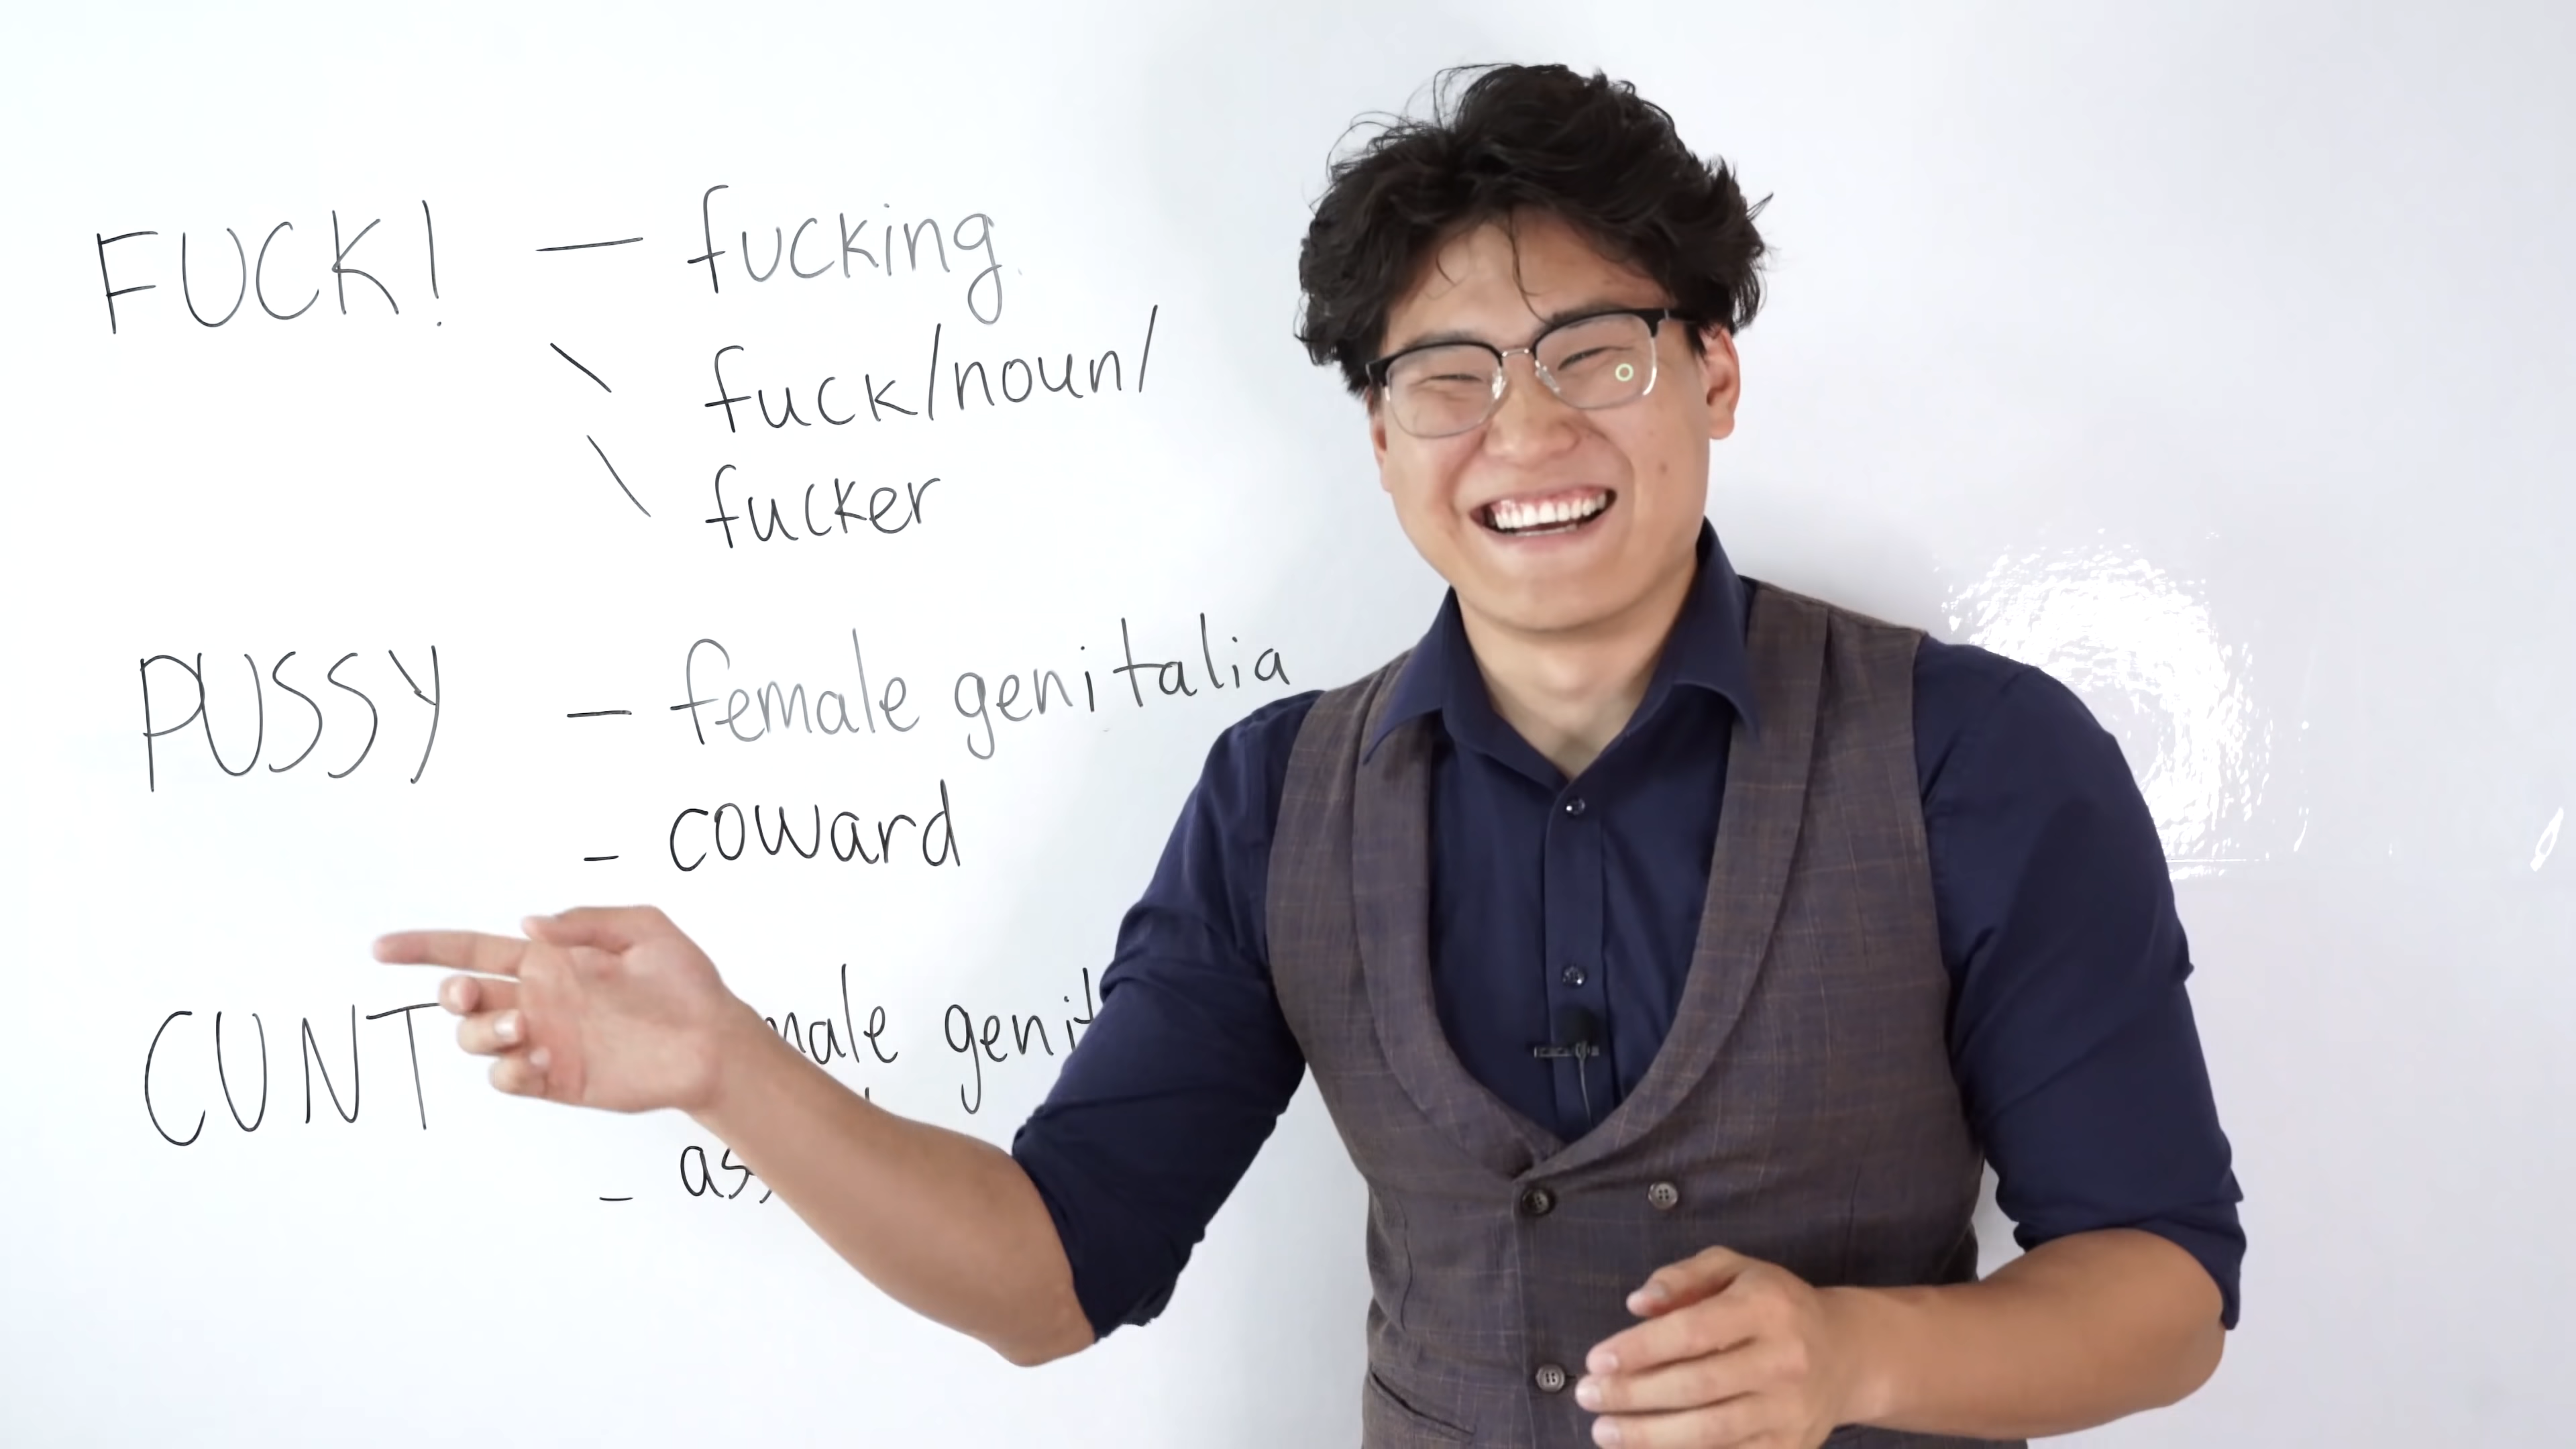 FUCK! — fucking
\ fuck/noun/
\ fucker
PUSSY — female genitalia
- coward
CUNT
-